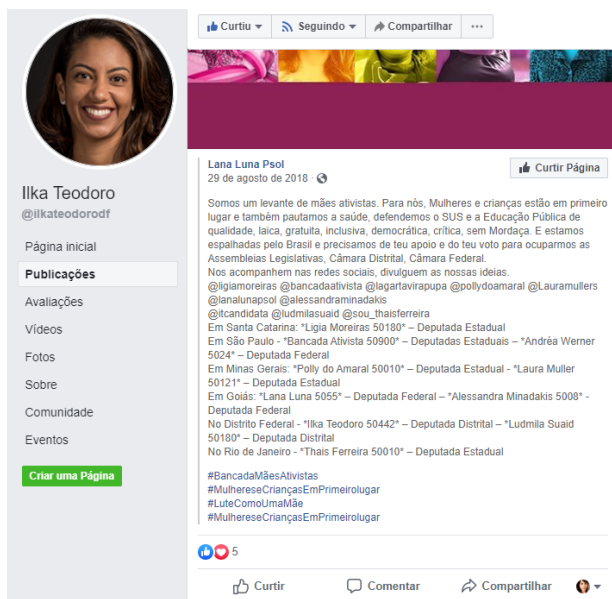 Curtiu
Seguindo
Compartilhar
Ilka Teodoro
@ilkateodorodf
Página inicial
Publicações
Avaliações
Vídeos
Fotos
Sobre
Comunidade
Eventos
Criar uma Página
Lana Luna Psol
29 de agosto de 2018 ·
Curtir Página
Somos um levante de mães ativistas. Para nós, Mulheres e crianças estão em primeiro
lugar e também pautamos a saúde, defendemos o SUS e a Educação Pública de
qualidade, laica, gratuita, inclusiva, democrática, crítica, sem Mordaça. E estamos
espalhadas pelo Brasil e precisamos de teu apoio e do teu voto para ocuparmos as
Assembleias Legislativas, Câmara Distrital, Câmara Federal.
Nos acompanhem nas redes sociais, divulguem as nossas ideias.
@ligiamoreiras @bancadaativista @lagartavirapupa @pollydoamaral @Lauramullers
@lanalunapsol @alessandraminadakis
@itcandidata @ludmilasuaid @sou_thaisferreira
Em Santa Catarina: *Ligia Moreiras 50180* – Deputada Estadual
Em São Paulo - *Bancada Ativista 50900* – Deputadas Estaduais – *Andréa Werner
5024* – Deputada Federal
Em Minas Gerais: *Polly do Amaral 50010* – Deputada Estadual - *Laura Muller
50121* – Deputada Estadual
Em Goiás: *Lana Luna 5055* – Deputada Federal – *Alessandra Minadakis 5008* -
Deputada Federal
No Distrito Federal - *Ilka Teodoro 50442* – Deputada Distrital – *Ludmila Suaid
50180* – Deputada Distrital
No Rio de Janeiro - *Thais Ferreira 50010* – Deputada Estadual
#BancadaMãesAtivistas
#MulhereseCriançasEmPrimeirolugar
#LuteComoUmaMãe
#MulhereseCriançasEmPrimeirolugar
5
Curtir
Comentar
Compartilhar